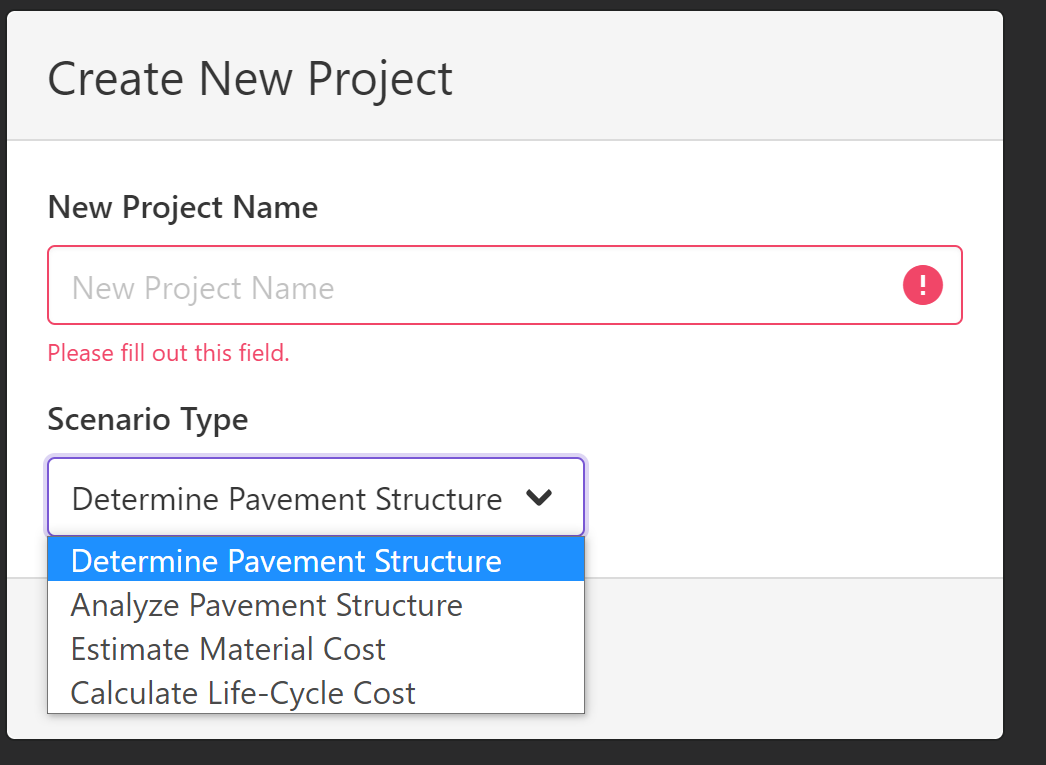 Create New Project
New Project Name
New Project Name
!
Please fill out this field.
Scenario Type
Determine Pavement Structure
Determine Pavement Structure
Analyze Pavement Structure
Estimate Material Cost
Calculate Life-Cycle Cost